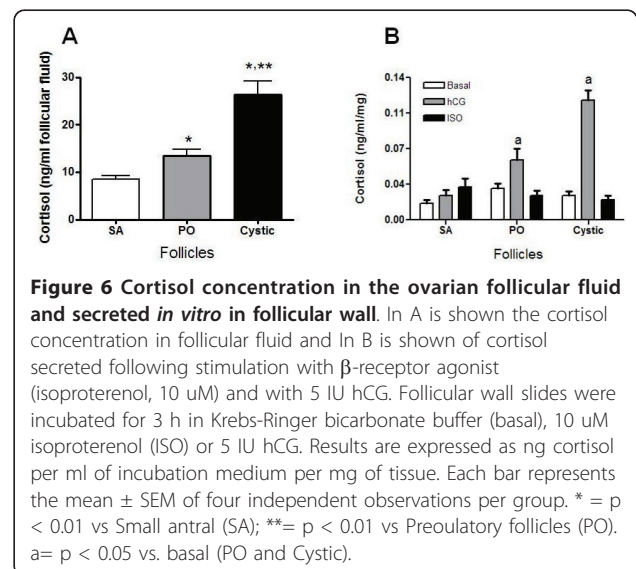 A
Cortisol (ng/ml follicular fluid)
30
20
10
0
*,**
*
SA PO Cystic
Follicles
B
Cortisol (ng/ml/mg)
0.14
0.11
0.07
0.04
0.00
Basal
hCG
ISO
a
a
SA PO Cystic
Follicles
Figure 6 Cortisol concentration in the ovarian follicular fluid
and secreted in vitro in follicular wall. In A is shown the cortisol
concentration in follicular fluid and In B is shown of cortisol
secreted following stimulation with β-receptor agonist
(isoproterenol, 10 uM) and with 5 IU hCG. Follicular wall slides were
incubated for 3 h in Krebs-Ringer bicarbonate buffer (basal), 10 uM
isoproterenol (ISO) or 5 IU hCG. Results are expressed as ng cortisol
per ml of incubation medium per mg of tissue. Each bar represents
the mean ± SEM of four independent observations per group. * = p
< 0.01 vs Small antral (SA); **= p < 0.01 vs Preoulatory follicles (PO).
a= p < 0.05 vs. basal (PO and Cystic).